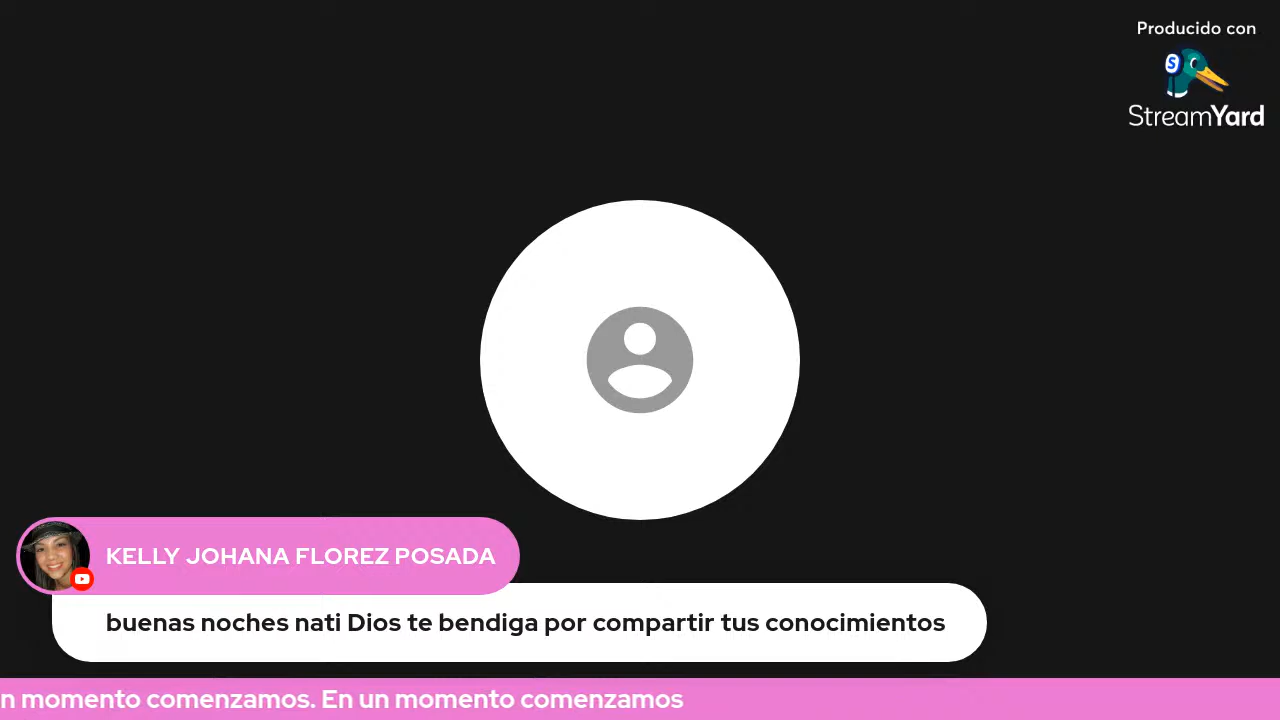 Producido con
S
StreamYard
KELLY JOHANA FLOREZ POSADA
buenas noches nati Dios te bendiga por compartir tus conocimientos
n momento comenzamos. En un momento comenzamos